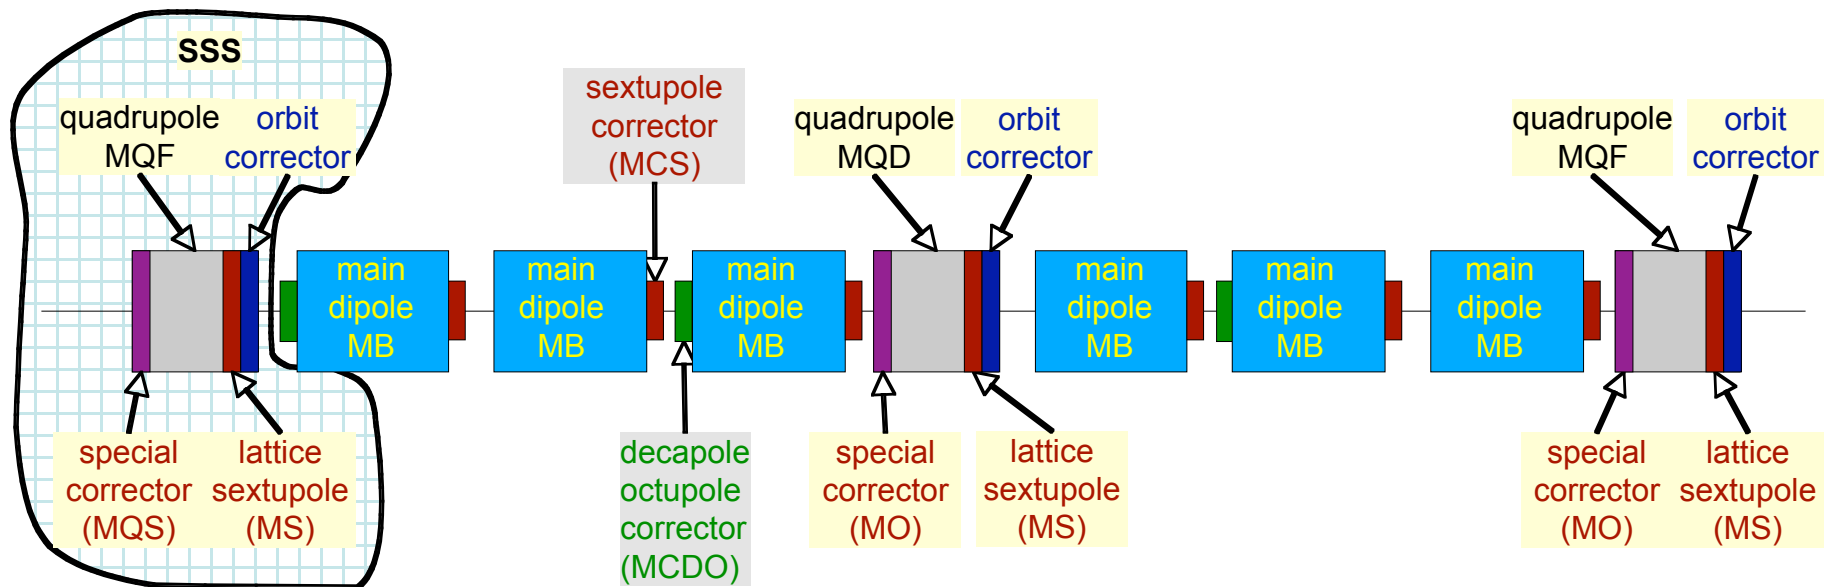 SSS
quadrupole
MQF
orbit
corrector
sextupole
corrector
(MCS)
quadrupole
MQD
orbit
corrector
quadrupole
MQF
orbit
corrector
main
dipole
MB
main
dipole
MB
main
dipole
MB
main
dipole
MB
main
dipole
MB
main
dipole
MB
special
corrector
(MQS)
lattice
sextupole
(MS)
decapole
octupole
corrector
(MCDO)
special
corrector
(MO)
lattice
sextupole
(MS)
special
corrector
(MO)
lattice
sextupole
(MS)